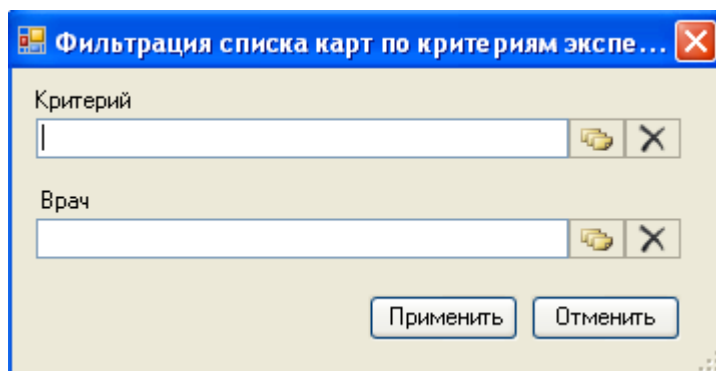 Фильтрация списка карт по критериям экспе...
Критерий
Врач
Применить Отменить